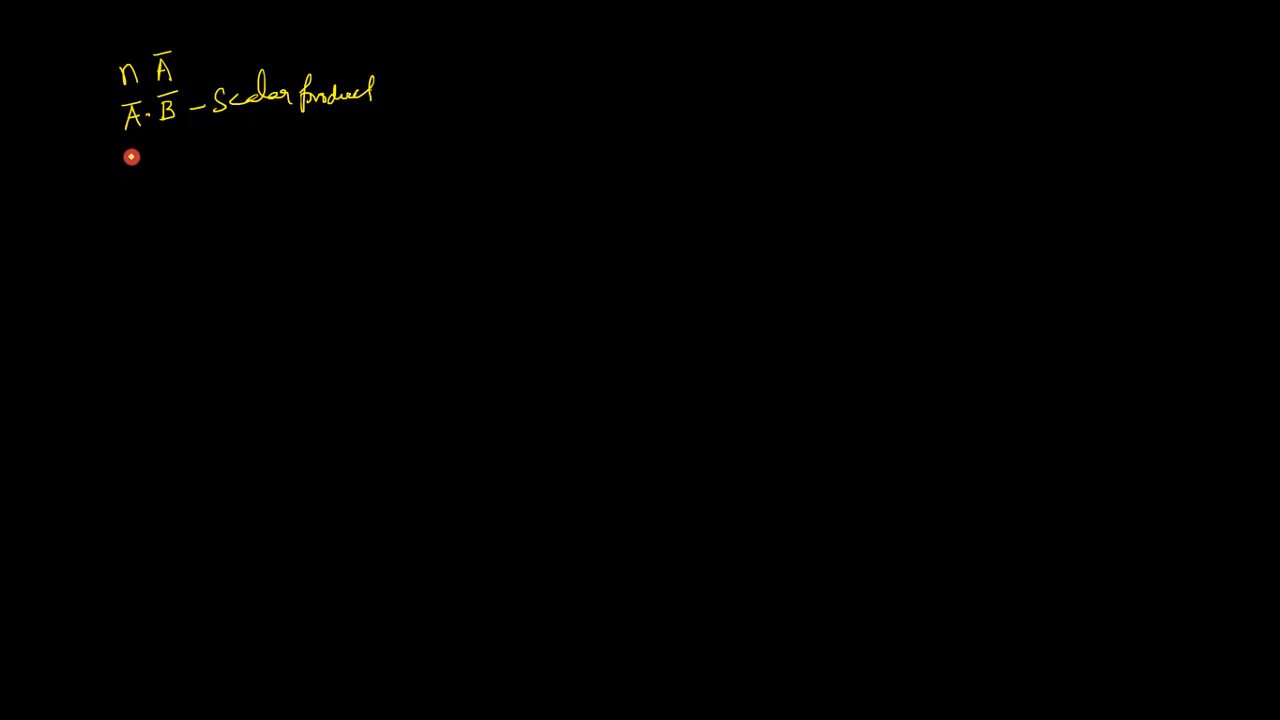 n A̅
A̅ · B̅ – Scalar product